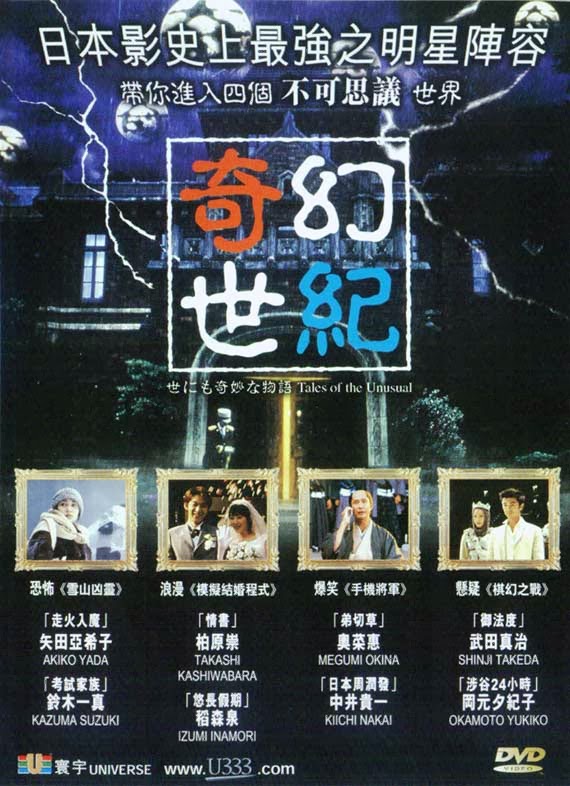 日本影史上最強之明星陣容
帶你進入四個 不可思議 世界
奇幻
世紀
世にも奇妙な物語 Tales of the Unusual
恐怖《雪山凶靈》
「走火入魔」
矢田亞希子
AKIKO YADA
「考試家族」
鈴木一真
KAZUMA SUZUKI
浪漫《模擬結婚程式》
「情書」
柏原崇
TAKASHI
KASHIWABARA
「悠長假期」
稻森泉
IZUMI INAMORI
爆笑《手機將軍》
「弟切草」
奧菜惠
MEGUMI OKINA
「日本周潤發」
中井貴一
KIICHI NAKAI
懸疑《棋幻之戰》
「御法度」
武田真治
SHINJI TAKEDA
「涉谷24小時」
岡元夕紀子
OKAMOTO YUKIKO
U 寰宇 UNIVERSE www.U333.com
DVD
VIDEO